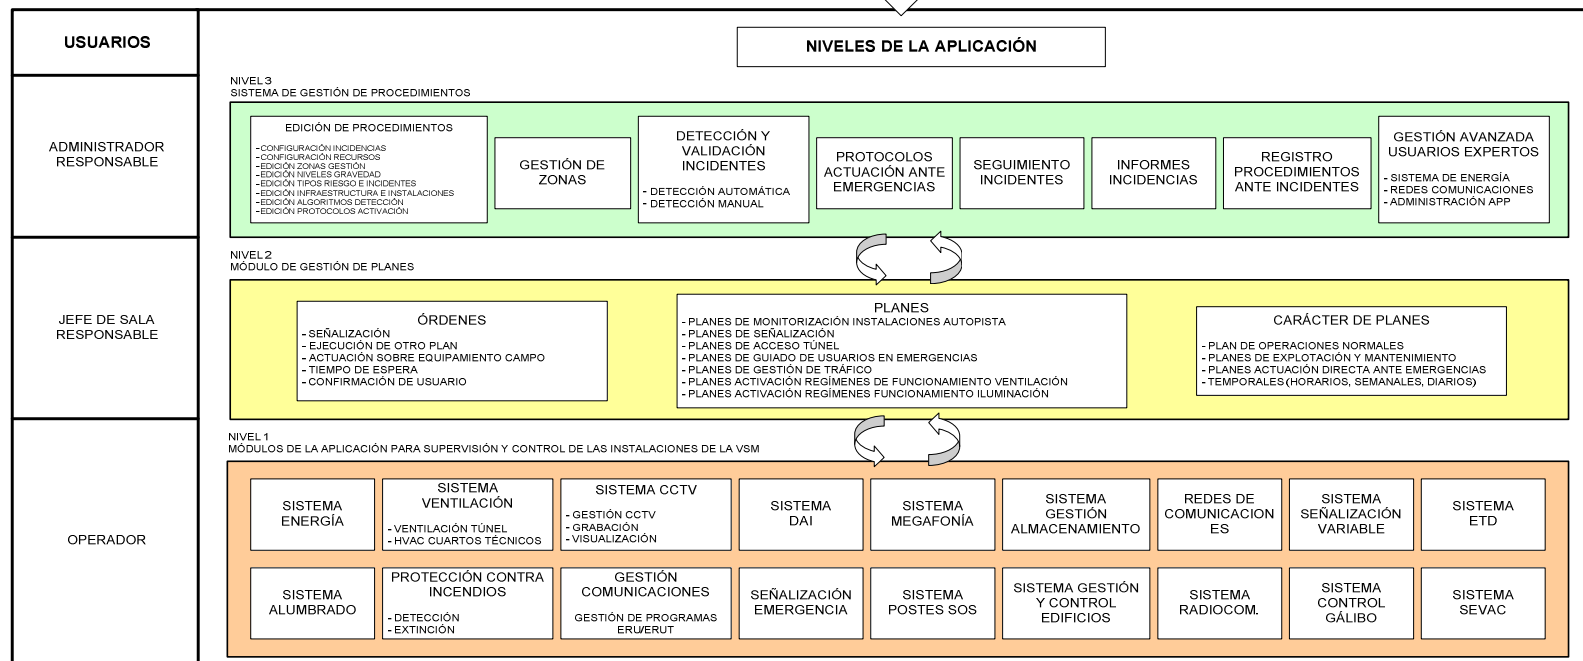 USUARIOS
NIVELES DE LA APLICACIÓN
ADMINISTRADOR
RESPONSABLE
NIVEL 3
SISTEMA DE GESTIÓN DE PROCEDIMIENTOS
EDICIÓN DE PROCEDIMIENTOS
- CONFIGURACIÓN INCIDENCIAS
- CONFIGURACIÓN RECURSOS
- EDICIÓN ZONAS GESTIÓN
- EDICIÓN NIVELES GRAVEDAD
- EDICIÓN TIPOS RIESGO E INCIDENTES
- EDICIÓN INFRAESTRUCTURA E INSTALACIONES
- EDICIÓN ALGORITMOS DETECCIÓN
- EDICIÓN PROTOCOLOS ACTIVACIÓN
GESTIÓN DE
ZONAS
DETECCIÓN Y
VALIDACIÓN
INCIDENTES
- DETECCIÓN AUTOMÁTICA
- DETECCIÓN MANUAL
PROTOCOLOS
ACTUACIÓN ANTE
EMERGENCIAS
SEGUIMIENTO
INCIDENTES
INFORMES
INCIDENCIAS
REGISTRO
PROCEDIMIENTOS
ANTE INCIDENTES
GESTIÓN AVANZADA
USUARIOS EXPERTOS
- SISTEMA DE ENERGÍA
- REDES COMUNICACIONES
- ADMINISTRACIÓN APP
JEFE DE SALA
RESPONSABLE
NIVEL 2
MÓDULO DE GESTIÓN DE PLANES
ÓRDENES
- SEÑALIZACIÓN
- EJECUCIÓN DE OTRO PLAN
- ACTUACIÓN SOBRE EQUIPAMIENTO CAMPO
- TIEMPO DE ESPERA
- CONFIRMACIÓN DE USUARIO
PLANES
- PLANES DE MONITORIZACIÓN INSTALACIONES AUTOPISTA
- PLANES DE SEÑALIZACIÓN
- PLANES DE ACCESO TÚNEL
- PLANES DE GUIADO DE USUARIOS EN EMERGENCIAS
- PLANES DE GESTIÓN DE TRÁFICO
- PLANES ACTIVACIÓN REGÍMENES DE FUNCIONAMIENTO VENTILACIÓN
- PLANES ACTIVACIÓN REGÍMENES FUNCIONAMIENTO ILUMINACIÓN
CARÁCTER DE PLANES
- PLAN DE OPERACIONES NORMALES
- PLANES DE EXPLOTACIÓN Y MANTENIMIENTO
- PLANES ACTUACIÓN DIRECTA ANTE EMERGENCIAS
- TEMPORALES (HORARIOS, SEMANALES, DIARIOS)
OPERADOR
NIVEL 1
MÓDULOS DE LA APLICACIÓN PARA SUPERVISIÓN Y CONTROL DE LAS INSTALACIONES DE LA VSM
SISTEMA
ENERGÍA
SISTEMA
VENTILACIÓN
- VENTILACIÓN TÚNEL
- HVAC CUARTOS TÉCNICOS
SISTEMA CCTV
- GESTIÓN CCTV
- GRABACIÓN
- VISUALIZACIÓN
SISTEMA
DAI
SISTEMA
MEGAFONÍA
SISTEMA
GESTIÓN
ALMACENAMIENTO
REDES DE
COMUNICACION
ES
SISTEMA
SEÑALIZACIÓN
VARIABLE
SISTEMA
ETD
SISTEMA
ALUMBRADO
PROTECCIÓN CONTRA
INCENDIOS
- DETECCIÓN
- EXTINCIÓN
GESTIÓN
COMUNICACIONES
GESTIÓN DE PROGRAMAS
ERU/ERUT
SEÑALIZACIÓN
EMERGENCIA
SISTEMA
POSTES SOS
SISTEMA GESTIÓN
Y CONTROL
EDIFICIOS
SISTEMA
RADIOCOM.
SISTEMA
CONTROL
GÁLIBO
SISTEMA
SEVAC